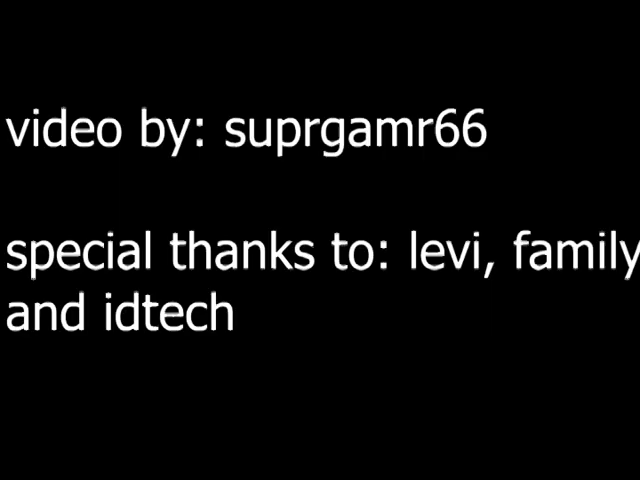 video by: suprgamr66
special thanks to: levi, family
and idtech